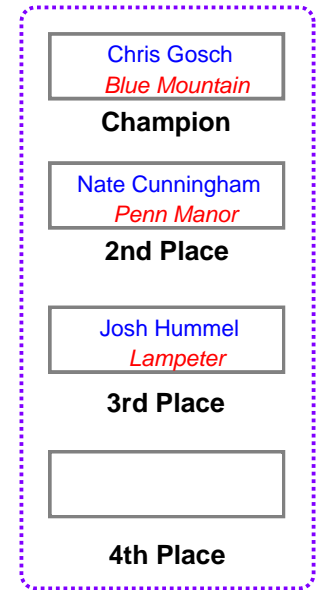 Chris Gosch
Blue Mountain
Champion
Nate Cunningham
Penn Manor
2nd Place
Josh Hummel
Lampeter
3rd Place
4th Place